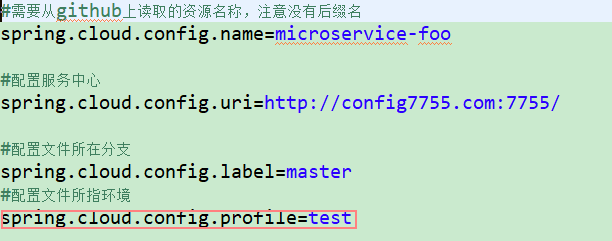 #需要从github上读取的资源名称，注意没有后缀名
spring.cloud.config.name=microservice-foo
#配置服务中心
spring.cloud.config.uri=http://config7755.com:7755/
#配置文件所在分支
spring.cloud.config.label=master
#配置文件所指环境
spring.cloud.config.profile=test